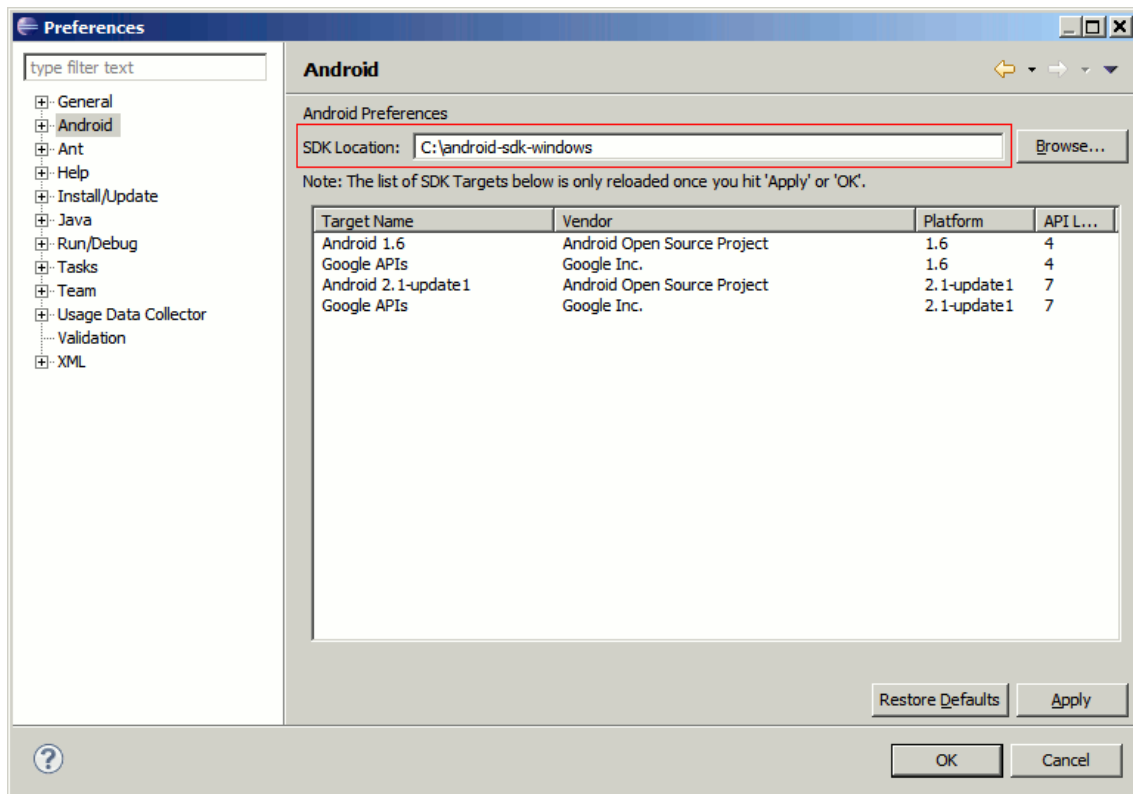 Preferences
type filter text
General
Android
Ant
Help
Install/Update
Java
Run/Debug
Tasks
Team
Usage Data Collector
Validation
XML
Android
Android Preferences
SDK Location: C:\android-sdk-windows Browse...
Note: The list of SDK Targets below is only reloaded once you hit 'Apply' or 'OK'.
Target Name Vendor Platform API L...
Android 1.6 Android Open Source Project 1.6 4
Google APIs Google Inc. 1.6 4
Android 2.1-update1 Android Open Source Project 2.1-update1 7
Google APIs Google Inc. 2.1-update1 7
Restore Defaults Apply
? OK Cancel